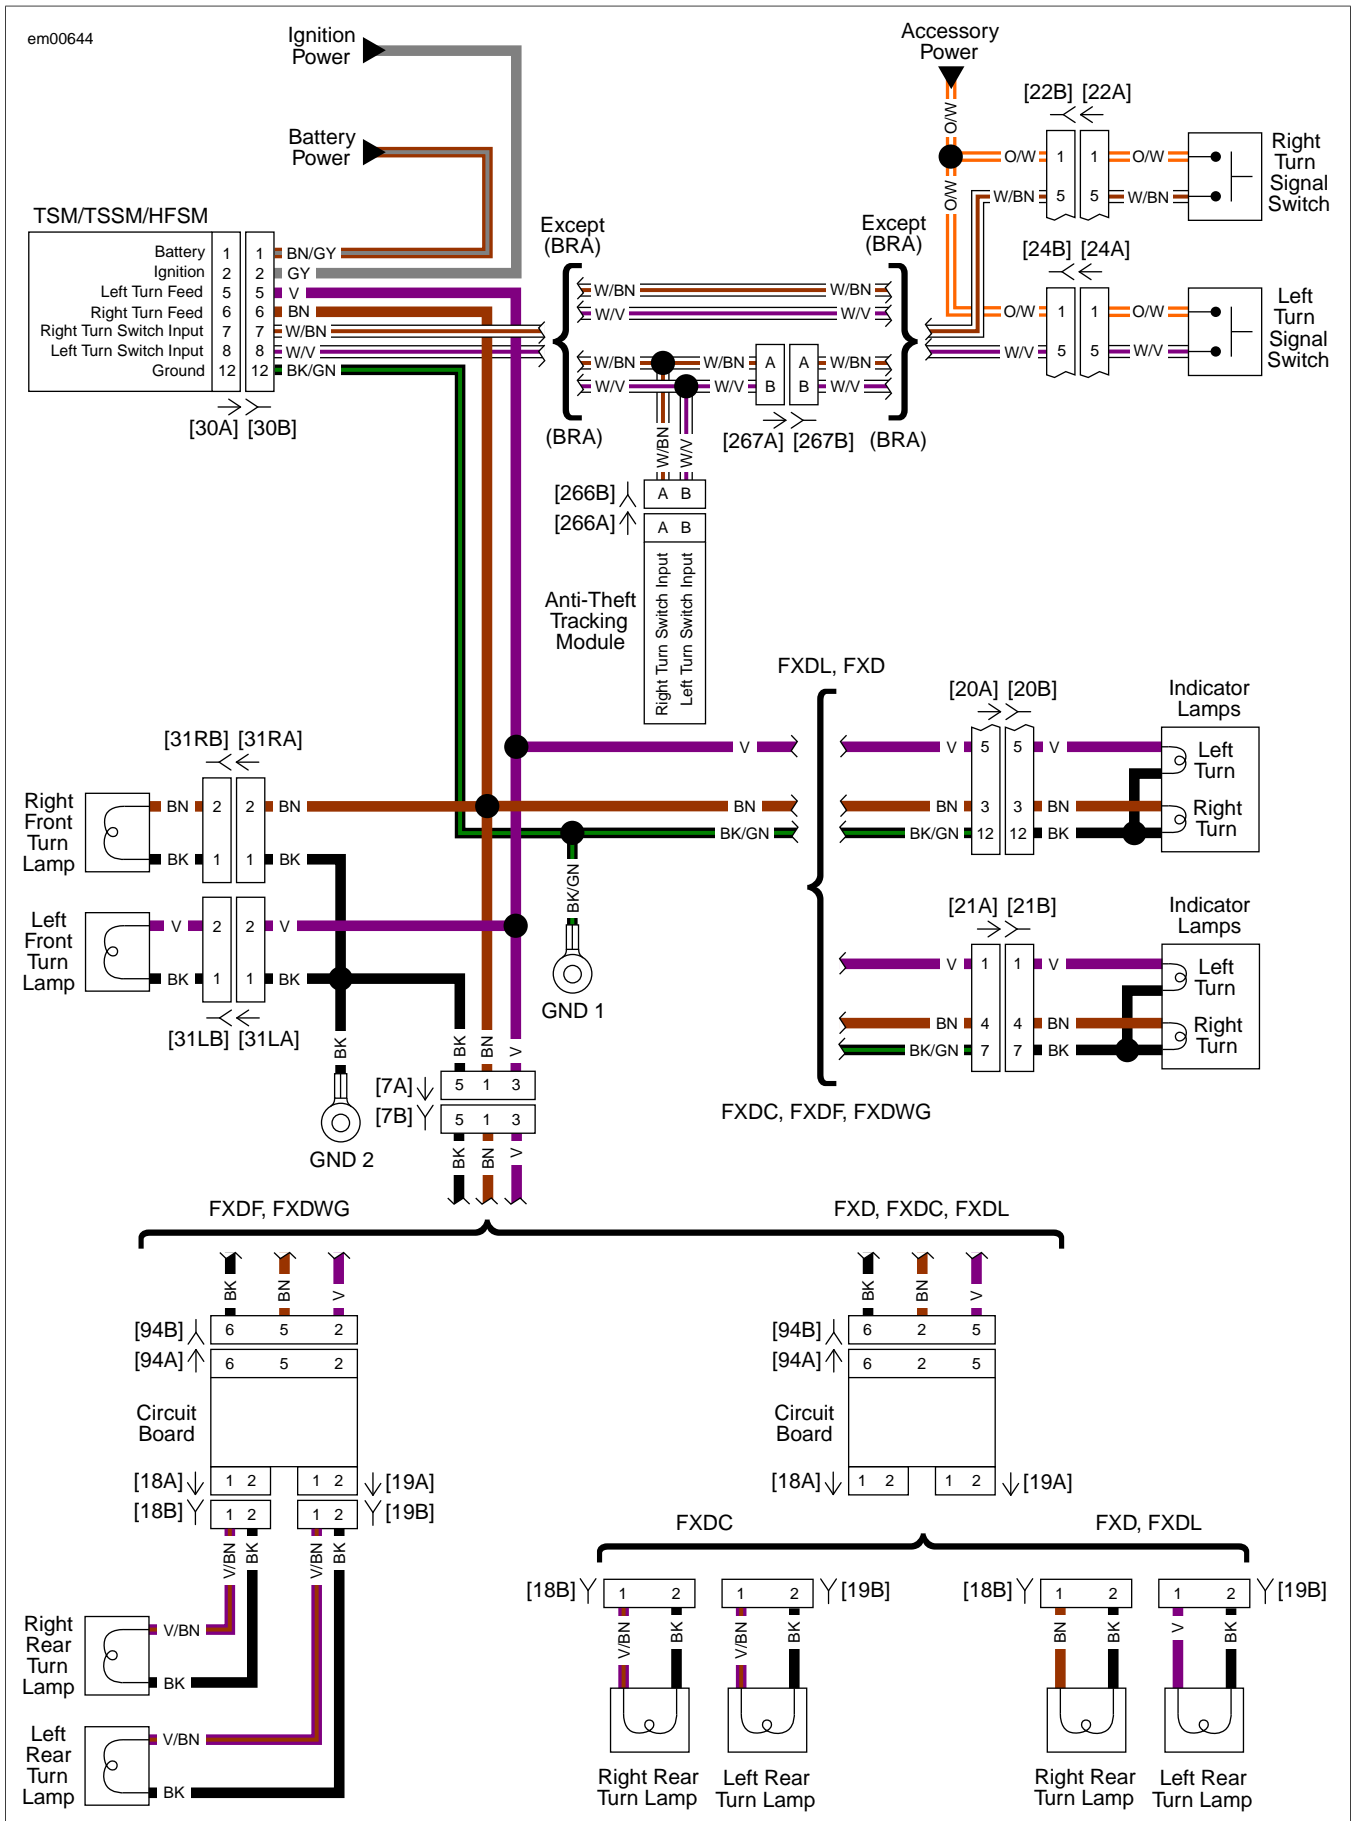 em00644
Ignition
Power
Battery
Power
Accessory
Power
O/W
O/W
[22B] [22A]
O/W 1 1 O/W
W/BN 5 5 W/BN
Right
Turn
Signal
Switch
[24B] [24A]
O/W 1 1 O/W
W/V 5 5 W/V
Left
Turn
Signal
Switch
TSM/TSSM/HFSM
Battery 1 1 BN/GY
Ignition 2 2 GY
Left Turn Feed 5 5 V
Right Turn Feed 6 6 BN
Right Turn Switch Input 7 7 W/BN
Left Turn Switch Input 8 8 W/V
Ground 12 12 BK/GN
[30A] [30B]
Except
(BRA)
Except
(BRA)
W/BN W/BN
W/V W/V
W/BN W/BN A A W/BN
W/V W/V B B W/V
(BRA)
[267A] [267B]
(BRA)
W/BN W/V
[266B] A B
[266A] A B
Right Turn Switch Input
Left Turn Switch Input
Anti-Theft
Tracking
Module
FXDL, FXD
[20A] [20B]
Indicator
Lamps
V V 5 5 V
Left
Turn
BN BN 3 3 BN
Right
Turn
BK/GN BK/GN 12 12 BK
[31RB] [31RA]
Right
Front
Turn
Lamp
BN 2 2 BN
BK 1 1 BK
Left
Front
Turn
Lamp
V 2 2 V
BK 1 1 BK
[31LB] [31LA]
BK/GN
GND 1
[21A] [21B]
Indicator
Lamps
V 1 1 V
Left
Turn
BN 4 4 BN
Right
Turn
BK/GN 7 7 BK
FXDC, FXDF, FXDWG
BK
GND 2
BK BN V
[7A] 5 1 3
[7B] 5 1 3
BK BN V
FXDF, FXDWG
FXD, FXDC, FXDL
BK BN V
[94B] 6 5 2
[94A] 6 5 2
Circuit
Board
[18A] 1 2 1 2 [19A]
[18B] 1 2 1 2 [19B]
V/BN BK V/BN BK
Right
Rear
Turn
Lamp
V/BN
BK
Left
Rear
Turn
Lamp
V/BN
BK
BK BN V
[94B] 6 2 5
[94A] 6 2 5
Circuit
Board
[18A] 1 2 1 2 [19A]
FXDC
FXD, FXDL
[18B] 1 2 1 2 [19B]
V/BN BK V/BN BK
Right Rear
Turn Lamp
Left Rear
Turn Lamp
[18B] 1 2 1 2 [19B]
BN BK V BK
Right Rear
Turn Lamp
Left Rear
Turn Lamp